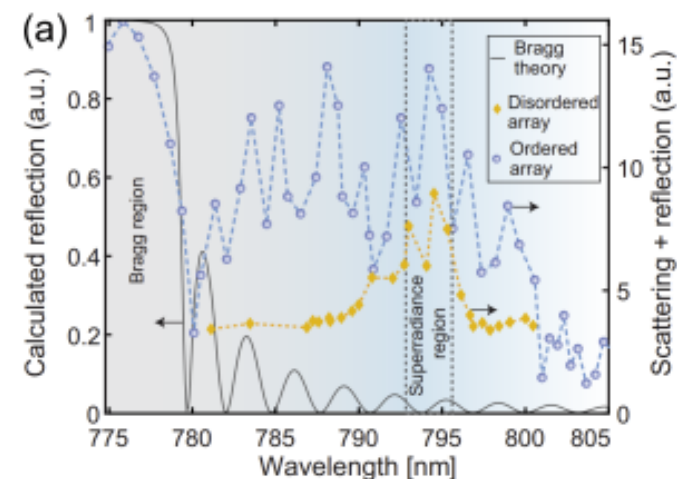 (a)
Calculated reflection (a.u.)
1
0.8
0.6
0.4
0.2
0
Bragg region
Superradiance
region
Bragg
theory
Disordered
array
Ordered
array
15
10
5
0
Scattering + reflection (a.u.)
775
780
785
790
795
800
805
Wavelength [nm]